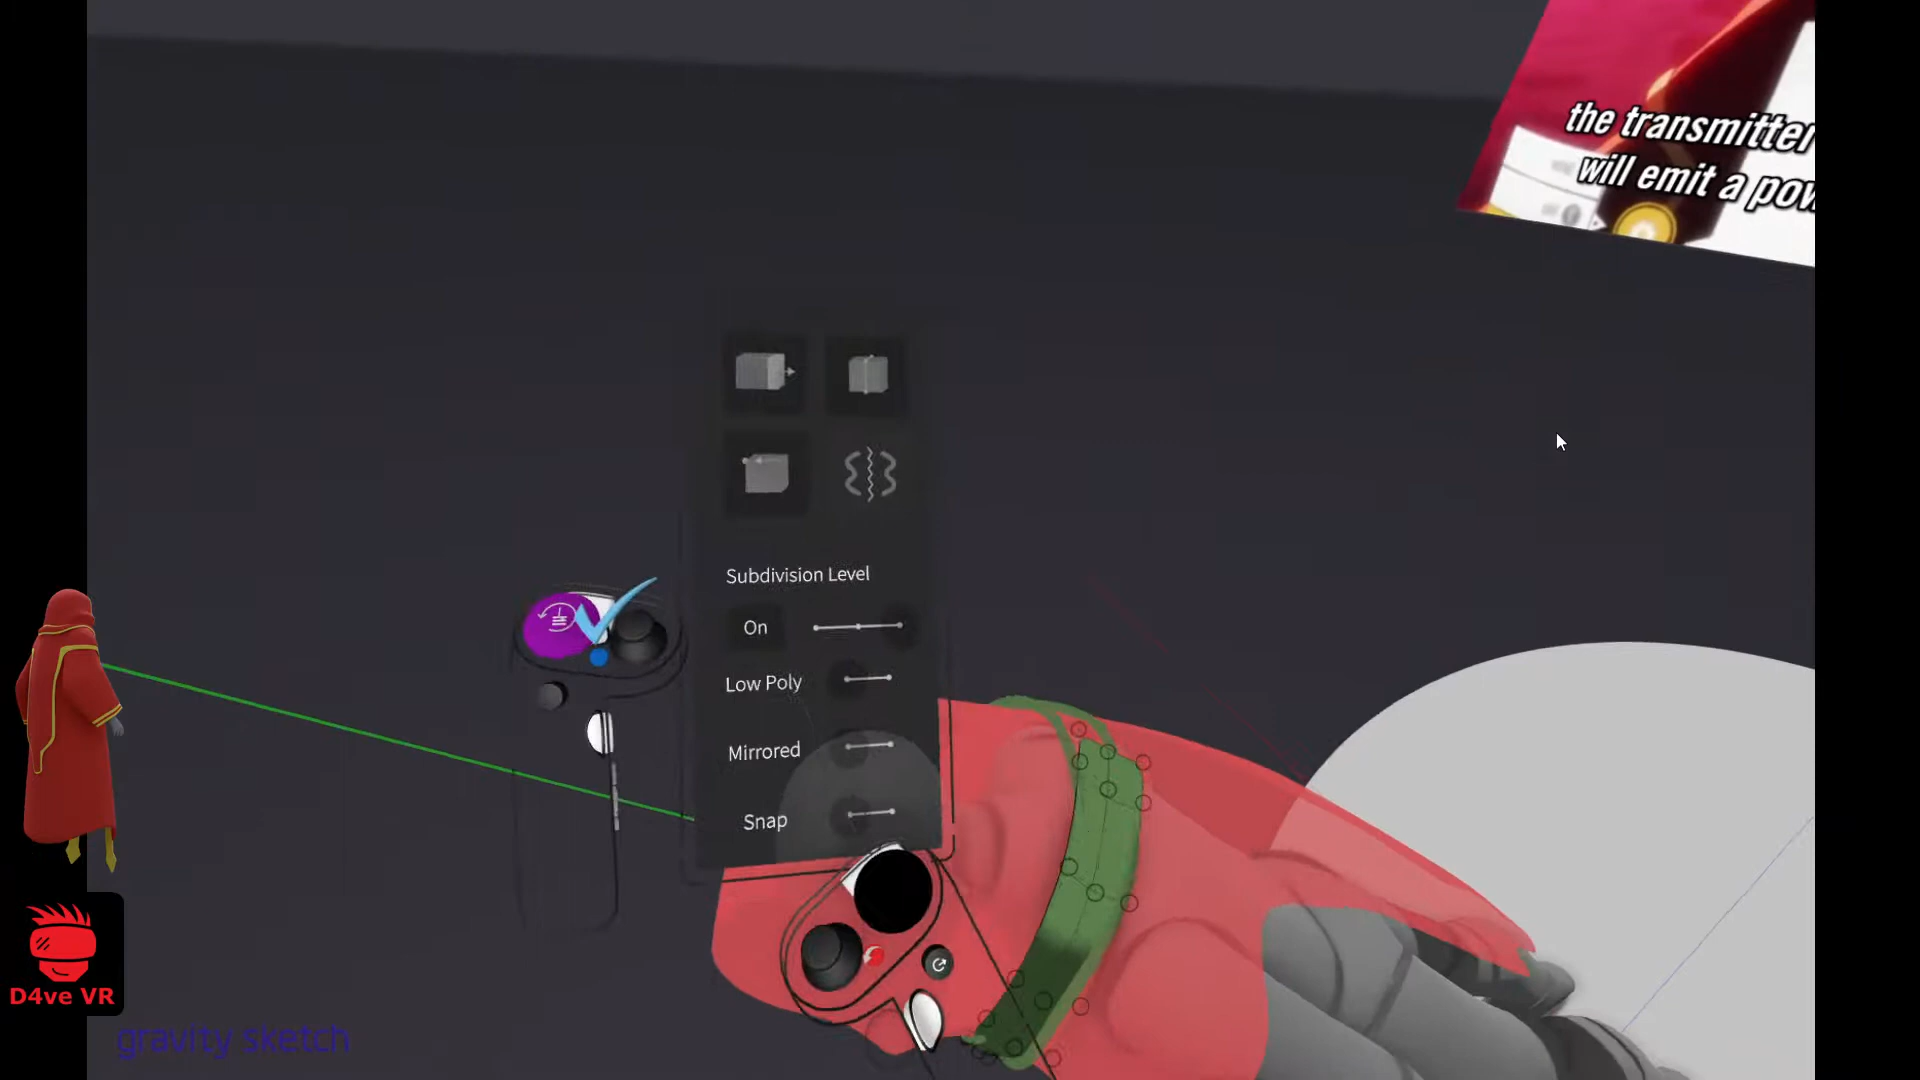 the transmitter
will emit a pow
Subdivision Level
On
Low Poly
Mirrored
Snap
D4ve VR
gravity sketch